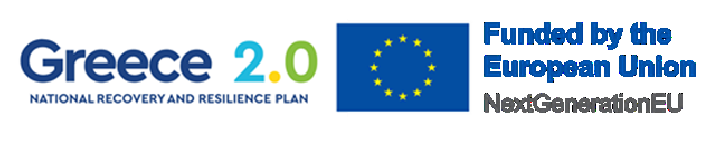 Greece 2.0
NATIONAL RECOVERY AND RESILIENCE PLAN
Funded by the
European Union
NextGenerationEU